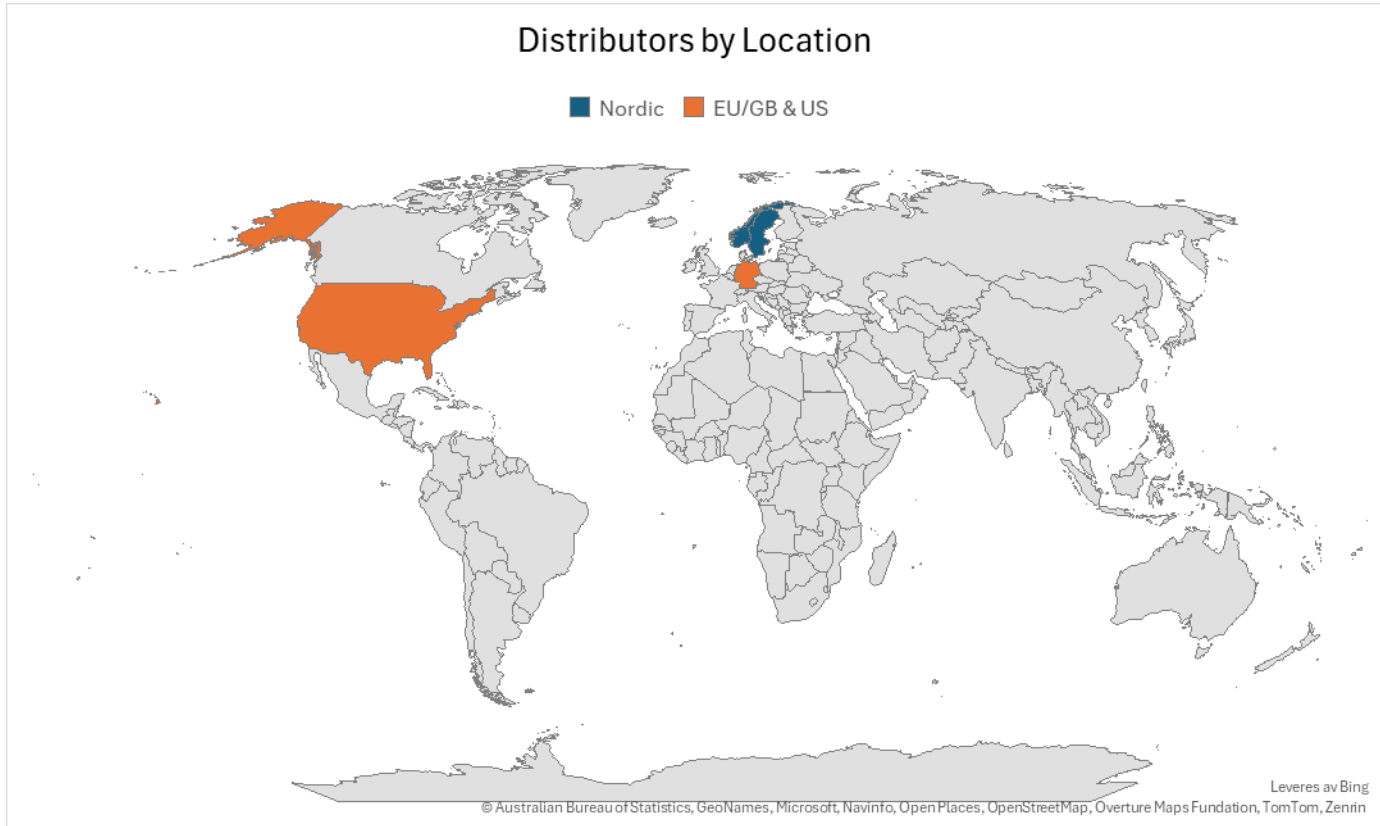 Distributors by Location
Nordic EU/GB & US
Leveres av Bing
© Australian Bureau of Statistics, GeoNames, Microsoft, Navinfo, Open Places, OpenStreetMap, Overture Maps Fundation, TomTom, Zenrin